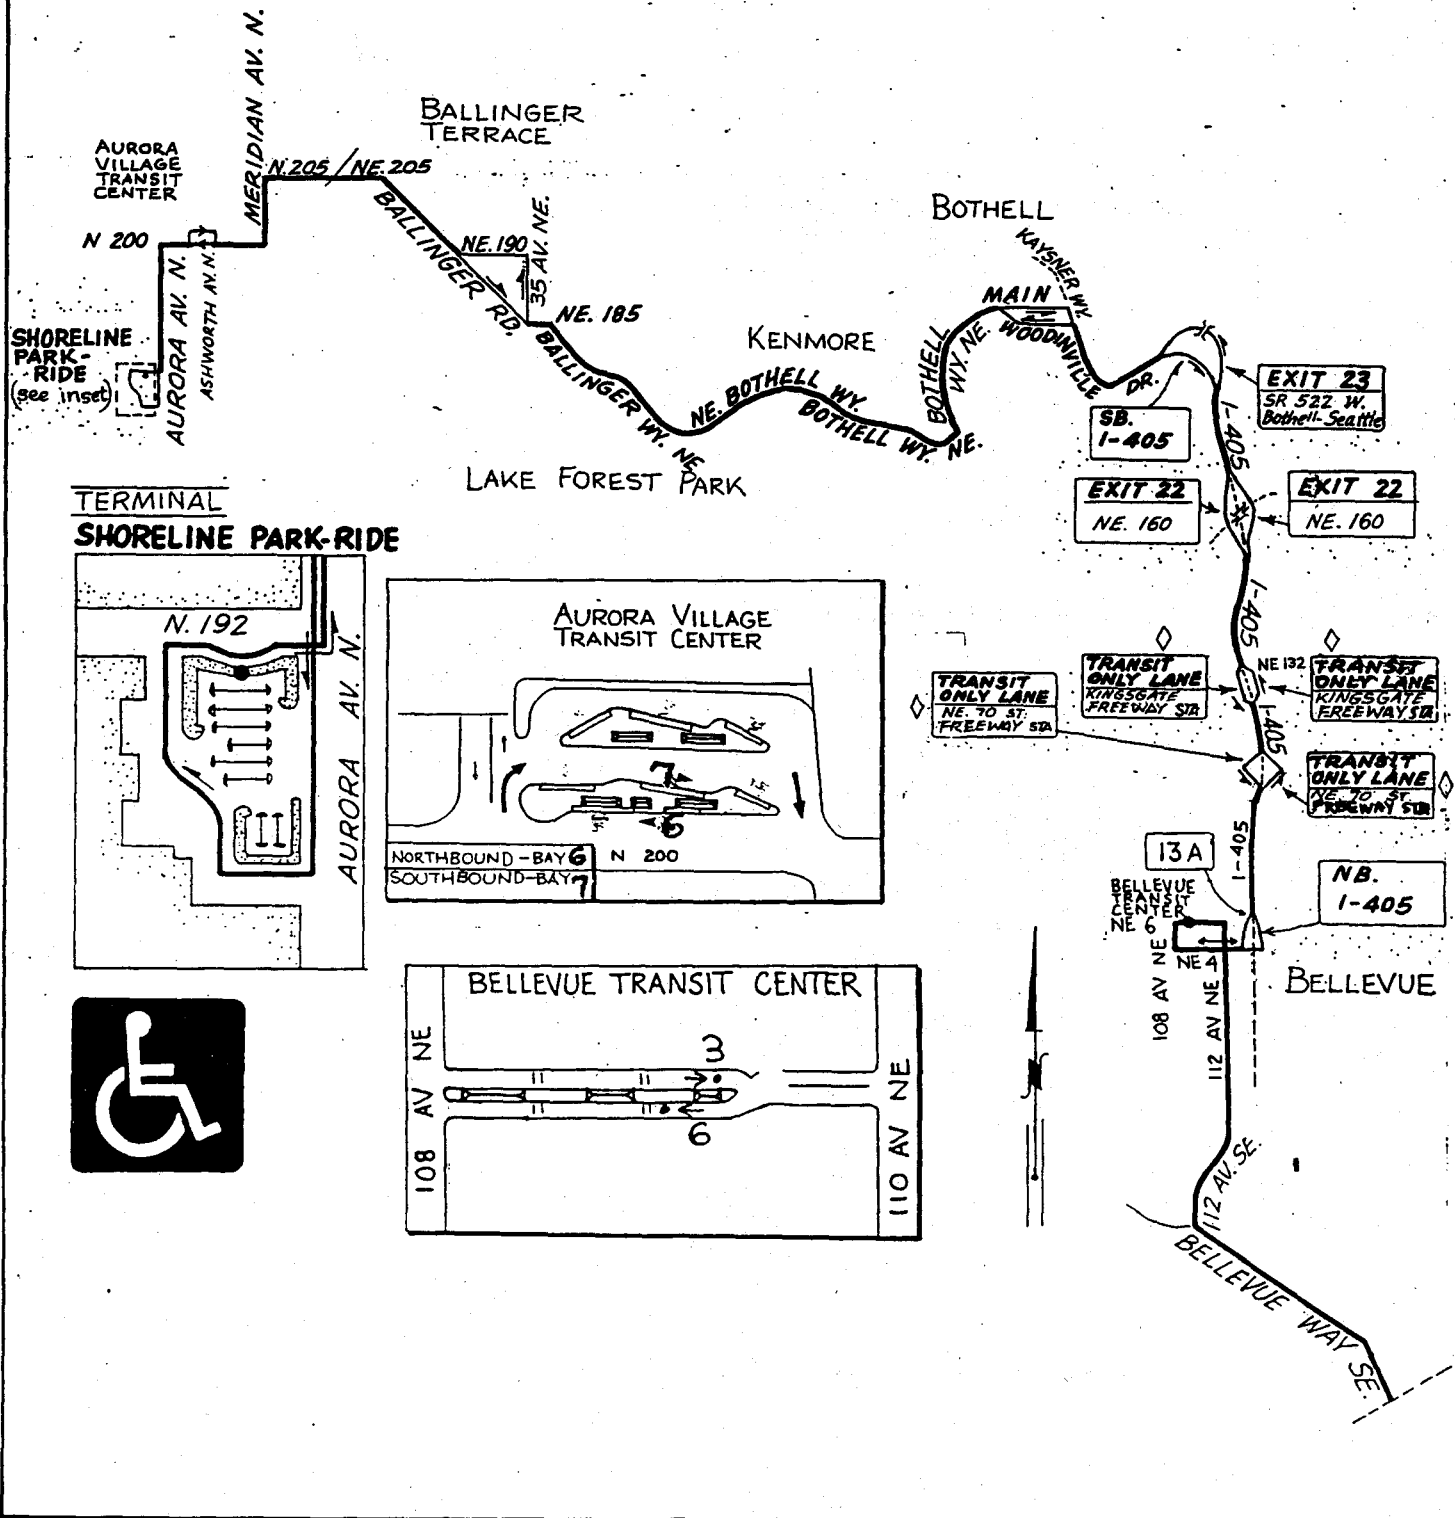 MERIDIAN AV. N.
BALLINGER
TERRACE
AURORA
VILLAGE
TRANSIT
CENTER
N. 205 / NE. 205
N 200
AURORA AV. N.
ASHWORTH AV. N.
SHORELINE
PARK-
RIDE
(see inset)
BALLINGER RD.
NE. 190
35 AV. NE.
NE. 185
BALLINGER WY. NE
KENMORE
NE. BOTHELL WY.
BOTHELL WY. NE.
LAKE FOREST PARK
BOTHELL
KAYSNER WY.
MAIN
BOTHELL
WY. NE.
WOODINVILLE DR.
EXIT 23
SR 522 W.
Bothell-Seattle
SB.
I-405
I-405
EXIT 22
NE. 160
EXIT 22
NE. 160
I-405
TRANSIT
ONLY LANE
KINGSGATE
FREEWAY STA
NE 132
TRANSIT
ONLY LANE
KINGSGATE
FREEWAY STA
TRANSIT
ONLY LANE
NE. 70 ST.
FREEWAY STA
I-405
TRANSIT
ONLY LANE
NE. 70 ST
FREEWAY STA
I-405
13A
NB.
I-405
BELLEVUE
TRANSIT
CENTER
NE 6
108 AV NE
NE 4
112 AV NE
BELLEVUE
112 AV. SE.
BELLEVUE WAY SE.
TERMINAL
SHORELINE PARK-RIDE
N. 192
AURORA AV. N.
AURORA VILLAGE
TRANSIT CENTER
7
6
NORTHBOUND-BAY 6
SOUTHBOUND-BAY 7
N 200
BELLEVUE TRANSIT CENTER
108 AV NE
3
6
110 AV NE